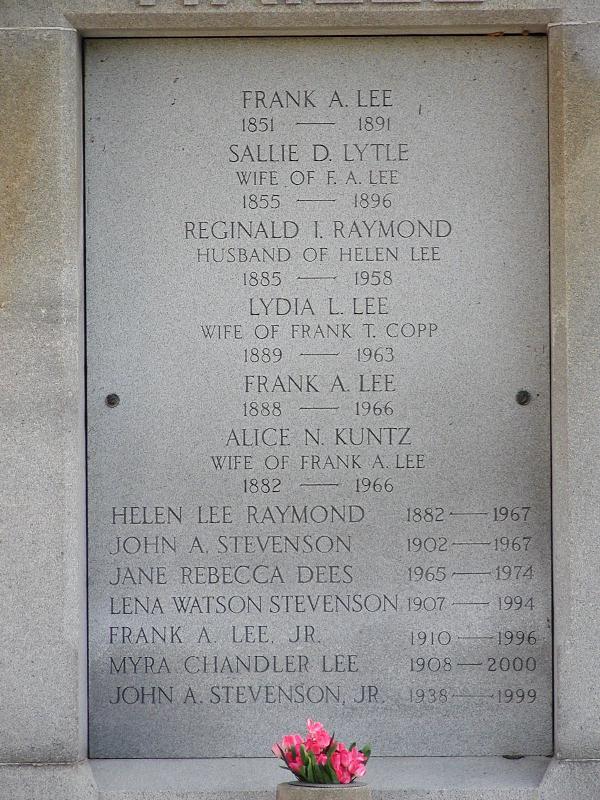 FRANK A. LEE
1851 — 1891
SALLIE D. LYTLE
WIFE OF F. A. LEE
1855 — 1896
REGINALD I. RAYMOND
HUSBAND OF HELEN LEE
1885 — 1958
LYDIA L. LEE
WIFE OF FRANK T. COPP
1889 — 1963
FRANK A. LEE
1888 — 1966
ALICE N. KUNTZ
WIFE OF FRANK A. LEE
1882 — 1966
HELEN LEE RAYMOND 1882 — 1967
JOHN A. STEVENSON 1902 — 1967
JANE REBECCA DEES 1965 — 1974
LENA WATSON STEVENSON 1907 — 1994
FRANK A. LEE, JR. 1910 — 1996
MYRA CHANDLER LEE 1908 — 2000
JOHN A. STEVENSON, JR. 1938 — 1999